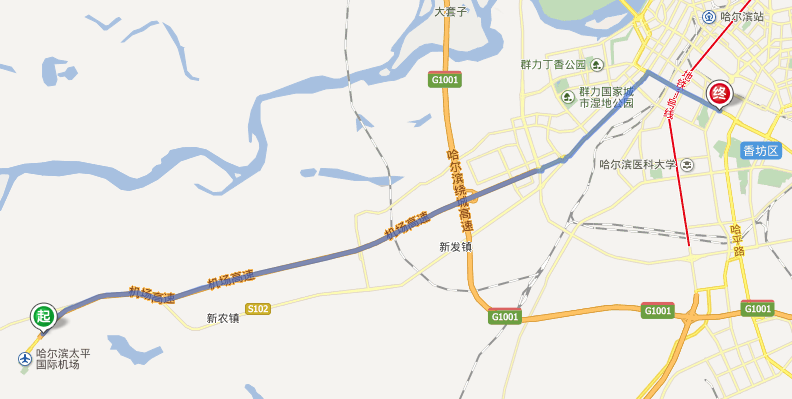 大套子
哈尔滨站
群力丁香公园
G1001
地铁一号线
终
群力国家城
市湿地公园
香坊区
哈尔滨绕城高速
哈尔滨医科大学
机场高速
哈平路
新发镇
机场高速
机场高速
S102
起
新农镇
G1001
G1001
G1001
哈尔滨太平
国际机场